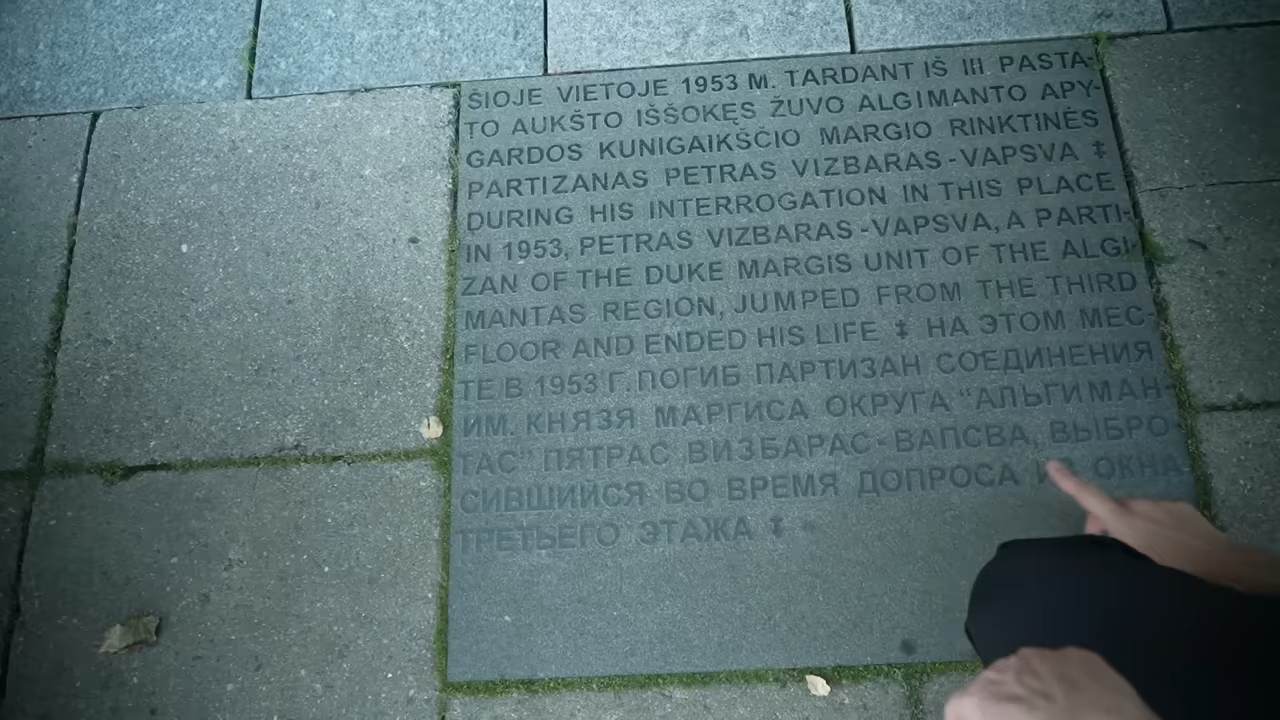 ŠIOJE VIETOJE 1953 M. TARDANT IŠ III PASTA-
TO AUKŠTO IŠŠOKĘS ŽUVO ALGIMANTO APY-
GARDOS KUNIGAIKŠČIO MARGIO RINKTINĖS
PARTIZANAS PETRAS VIZBARAS-VAPSVA ‡
DURING HIS INTERROGATION IN THIS PLACE
IN 1953, PETRAS VIZBARAS-VAPSVA, A PARTI-
ZAN OF THE DUKE MARGIS UNIT OF THE ALGI-
MANTAS REGION, JUMPED FROM THE THIRD
FLOOR AND ENDED HIS LIFE ‡ НА ЭТОМ МЕС-
ТЕ В 1953 Г. ПОГИБ ПАРТИЗАН СОЕДИНЕНИЯ
ИМ. КНЯЗЯ МАРГИСА ОКРУГА "АЛЬГИМАН-
ТАС" ПЯТРАС ВИЗБАРАС-ВАПСВА, ВЫБРО-
СИВШИЙСЯ ВО ВРЕМЯ ДОПРОСА ИЗ ОКНА
ТРЕТЬЕГО ЭТАЖА ‡